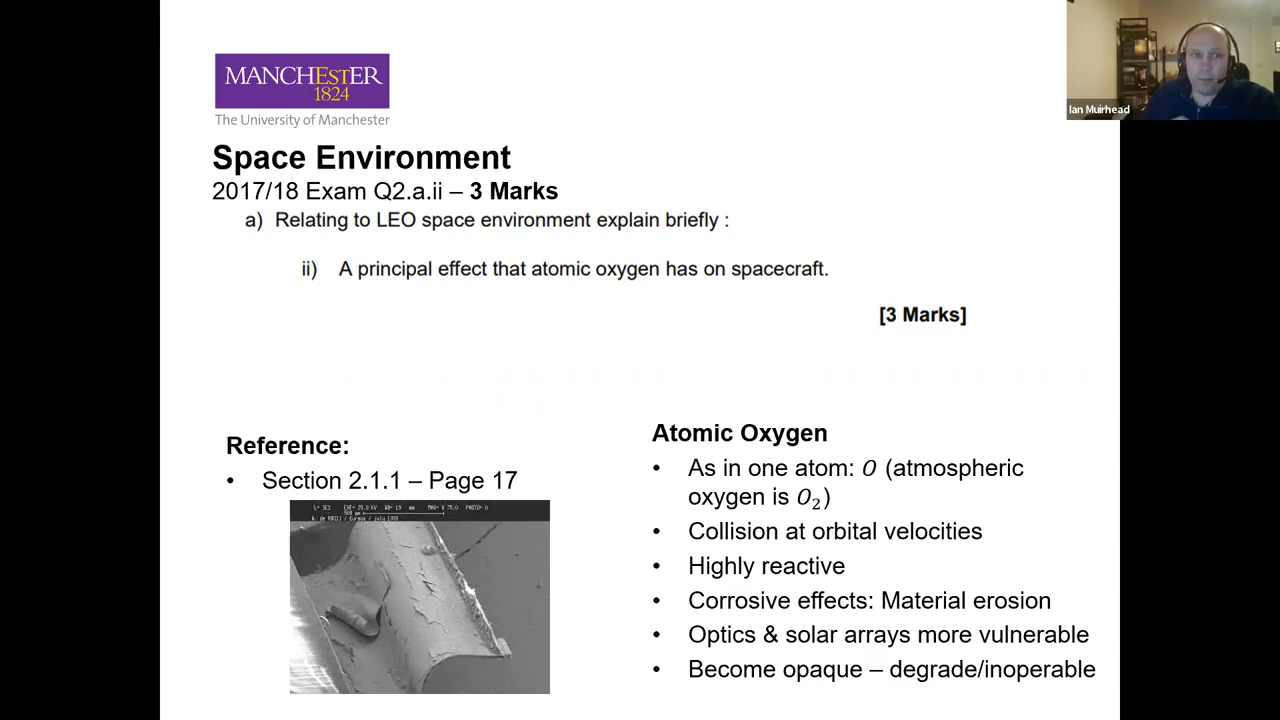 MANCHESTER
1824
The University of Manchester
Ian Muirhead
Space Environment
2017/18 Exam Q2.a.ii – 3 Marks
a) Relating to LEO space environment explain briefly :
ii) A principal effect that atomic oxygen has on spacecraft.
[3 Marks]
Reference:
• Section 2.1.1 – Page 17
Atomic Oxygen
• As in one atom: O (atmospheric
oxygen is O₂)
• Collision at orbital velocities
• Highly reactive
• Corrosive effects: Material erosion
• Optics & solar arrays more vulnerable
• Become opaque – degrade/inoperable